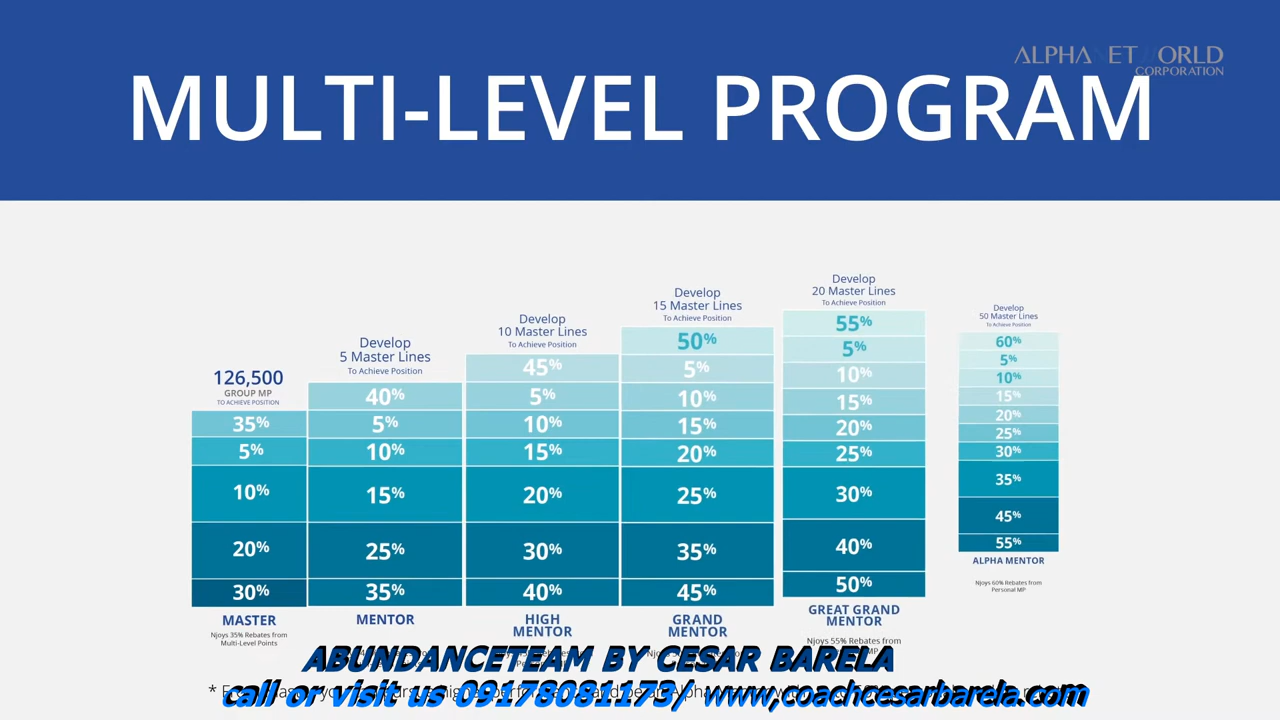 ALPHANETWORLD
CORPORATION
MULTI-LEVEL PROGRAM
126,500
GROUP MP
TO ACHIEVE POSITION
35%
5%
10%
20%
30%
MASTER
Njoys 35% Rebates from
Multi-Level Points
Develop
5 Master Lines
To Achieve Position
40%
5%
10%
15%
25%
35%
MENTOR
Develop
10 Master Lines
To Achieve Position
45%
5%
10%
15%
20%
30%
40%
HIGH
MENTOR
Develop
15 Master Lines
To Achieve Position
50%
5%
10%
15%
20%
25%
35%
45%
GRAND
MENTOR
Develop
20 Master Lines
To Achieve Position
55%
5%
10%
15%
20%
25%
30%
40%
50%
GREAT GRAND
MENTOR
Njoys 55% Rebates from
Develop
50 Master Lines
To Achieve Position
60%
5%
10%
15%
20%
25%
30%
35%
45%
55%
ALPHA MENTOR
Njoys 60% Rebates from
Personal MP
ABUNDANCETEAM BY CESAR BARELA
call or visit us 09178081173/ www,coachcesarbarela.com